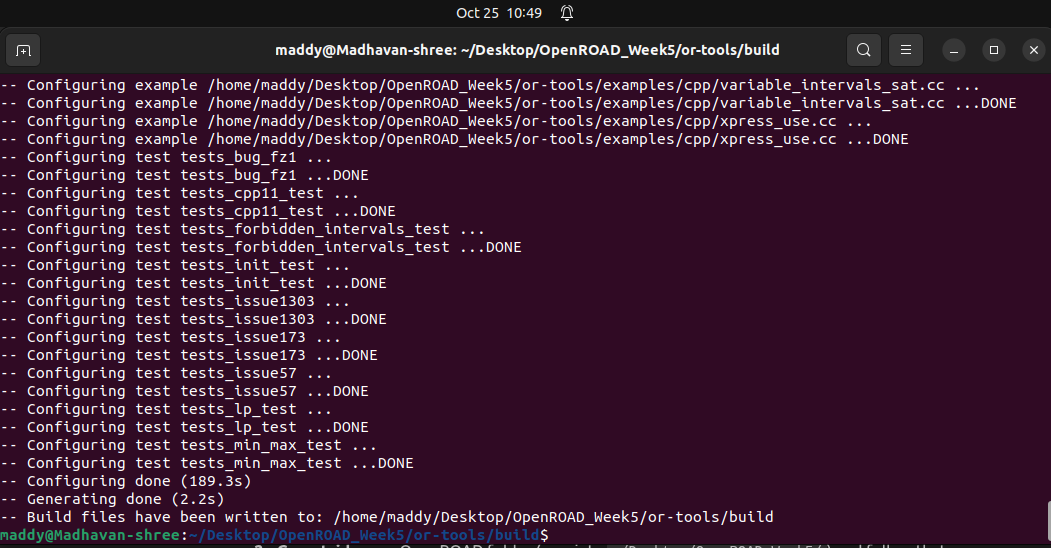 Oct 25 10:49
maddy@Madhavan-shree: ~/Desktop/OpenROAD_Week5/or-tools/build
-- Configuring example /home/maddy/Desktop/OpenROAD_Week5/or-tools/examples/cpp/variable_intervals_sat.cc ...
-- Configuring example /home/maddy/Desktop/OpenROAD_Week5/or-tools/examples/cpp/variable_intervals_sat.cc ...DONE
-- Configuring example /home/maddy/Desktop/OpenROAD_Week5/or-tools/examples/cpp/xpress_use.cc ...
-- Configuring example /home/maddy/Desktop/OpenROAD_Week5/or-tools/examples/cpp/xpress_use.cc ...DONE
-- Configuring test tests_bug_fz1 ...
-- Configuring test tests_bug_fz1 ...DONE
-- Configuring test tests_cpp11_test ...
-- Configuring test tests_cpp11_test ...DONE
-- Configuring test tests_forbidden_intervals_test ...
-- Configuring test tests_forbidden_intervals_test ...DONE
-- Configuring test tests_init_test ...
-- Configuring test tests_init_test ...DONE
-- Configuring test tests_issue1303 ...
-- Configuring test tests_issue1303 ...DONE
-- Configuring test tests_issue173 ...
-- Configuring test tests_issue173 ...DONE
-- Configuring test tests_issue57 ...
-- Configuring test tests_issue57 ...DONE
-- Configuring test tests_lp_test ...
-- Configuring test tests_lp_test ...DONE
-- Configuring test tests_min_max_test ...
-- Configuring test tests_min_max_test ...DONE
-- Configuring done (189.3s)
-- Generating done (2.2s)
-- Build files have been written to: /home/maddy/Desktop/OpenROAD_Week5/or-tools/build
maddy@Madhavan-shree:~/Desktop/OpenROAD_Week5/or-tools/build$